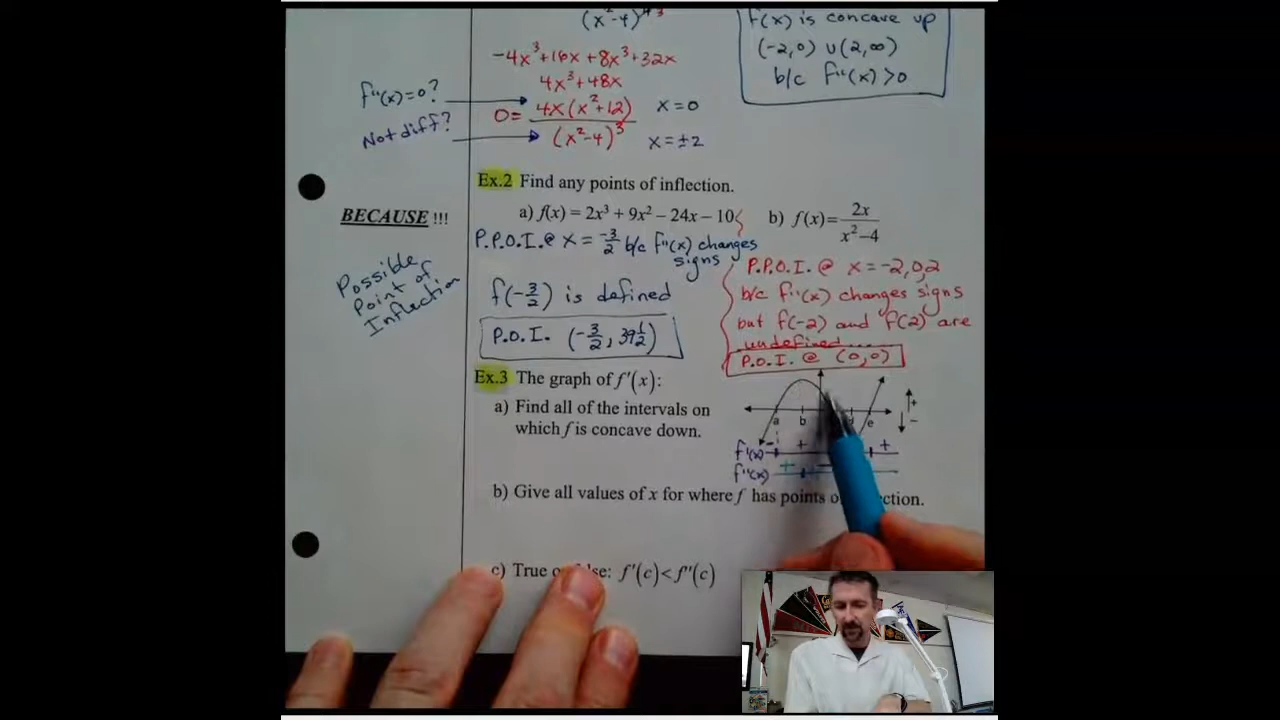 (x²-4)⁴³
f(x) is concave up
(-2,0) ∪ (2,∞)
b/c f"(x) >0
-4x³+16x+8x³+32x
4x³+48x
f"(x)=0?
0= 4x(x²+12) x=0
Not diff?
(x²-4)³ x=±2
Ex.2 Find any points of inflection.
BECAUSE !!!
a) f(x) = 2x³ + 9x² – 24x – 10
b) f(x)= 2x / x² – 4
P.P.O.I.@ x = -3/2 b/c f"(x) changes
signs
Possible
Point of
Inflection
f(-3/2) is defined
P.O.I. (-3/2, 39 1/2)
P.P.O.I. @ x=-2,0,2
b/c f"(x) changes signs
but f(-2) and f(2) are
undefined...
P.O.I. @ (0,0)
Ex.3 The graph of f′(x):
a) Find all of the intervals on
which f is concave down.
a b e
+
−
f'(x) - + +
f"(x) + −
b) Give all values of x for where f has points
c) True f′(c) < f″(c)